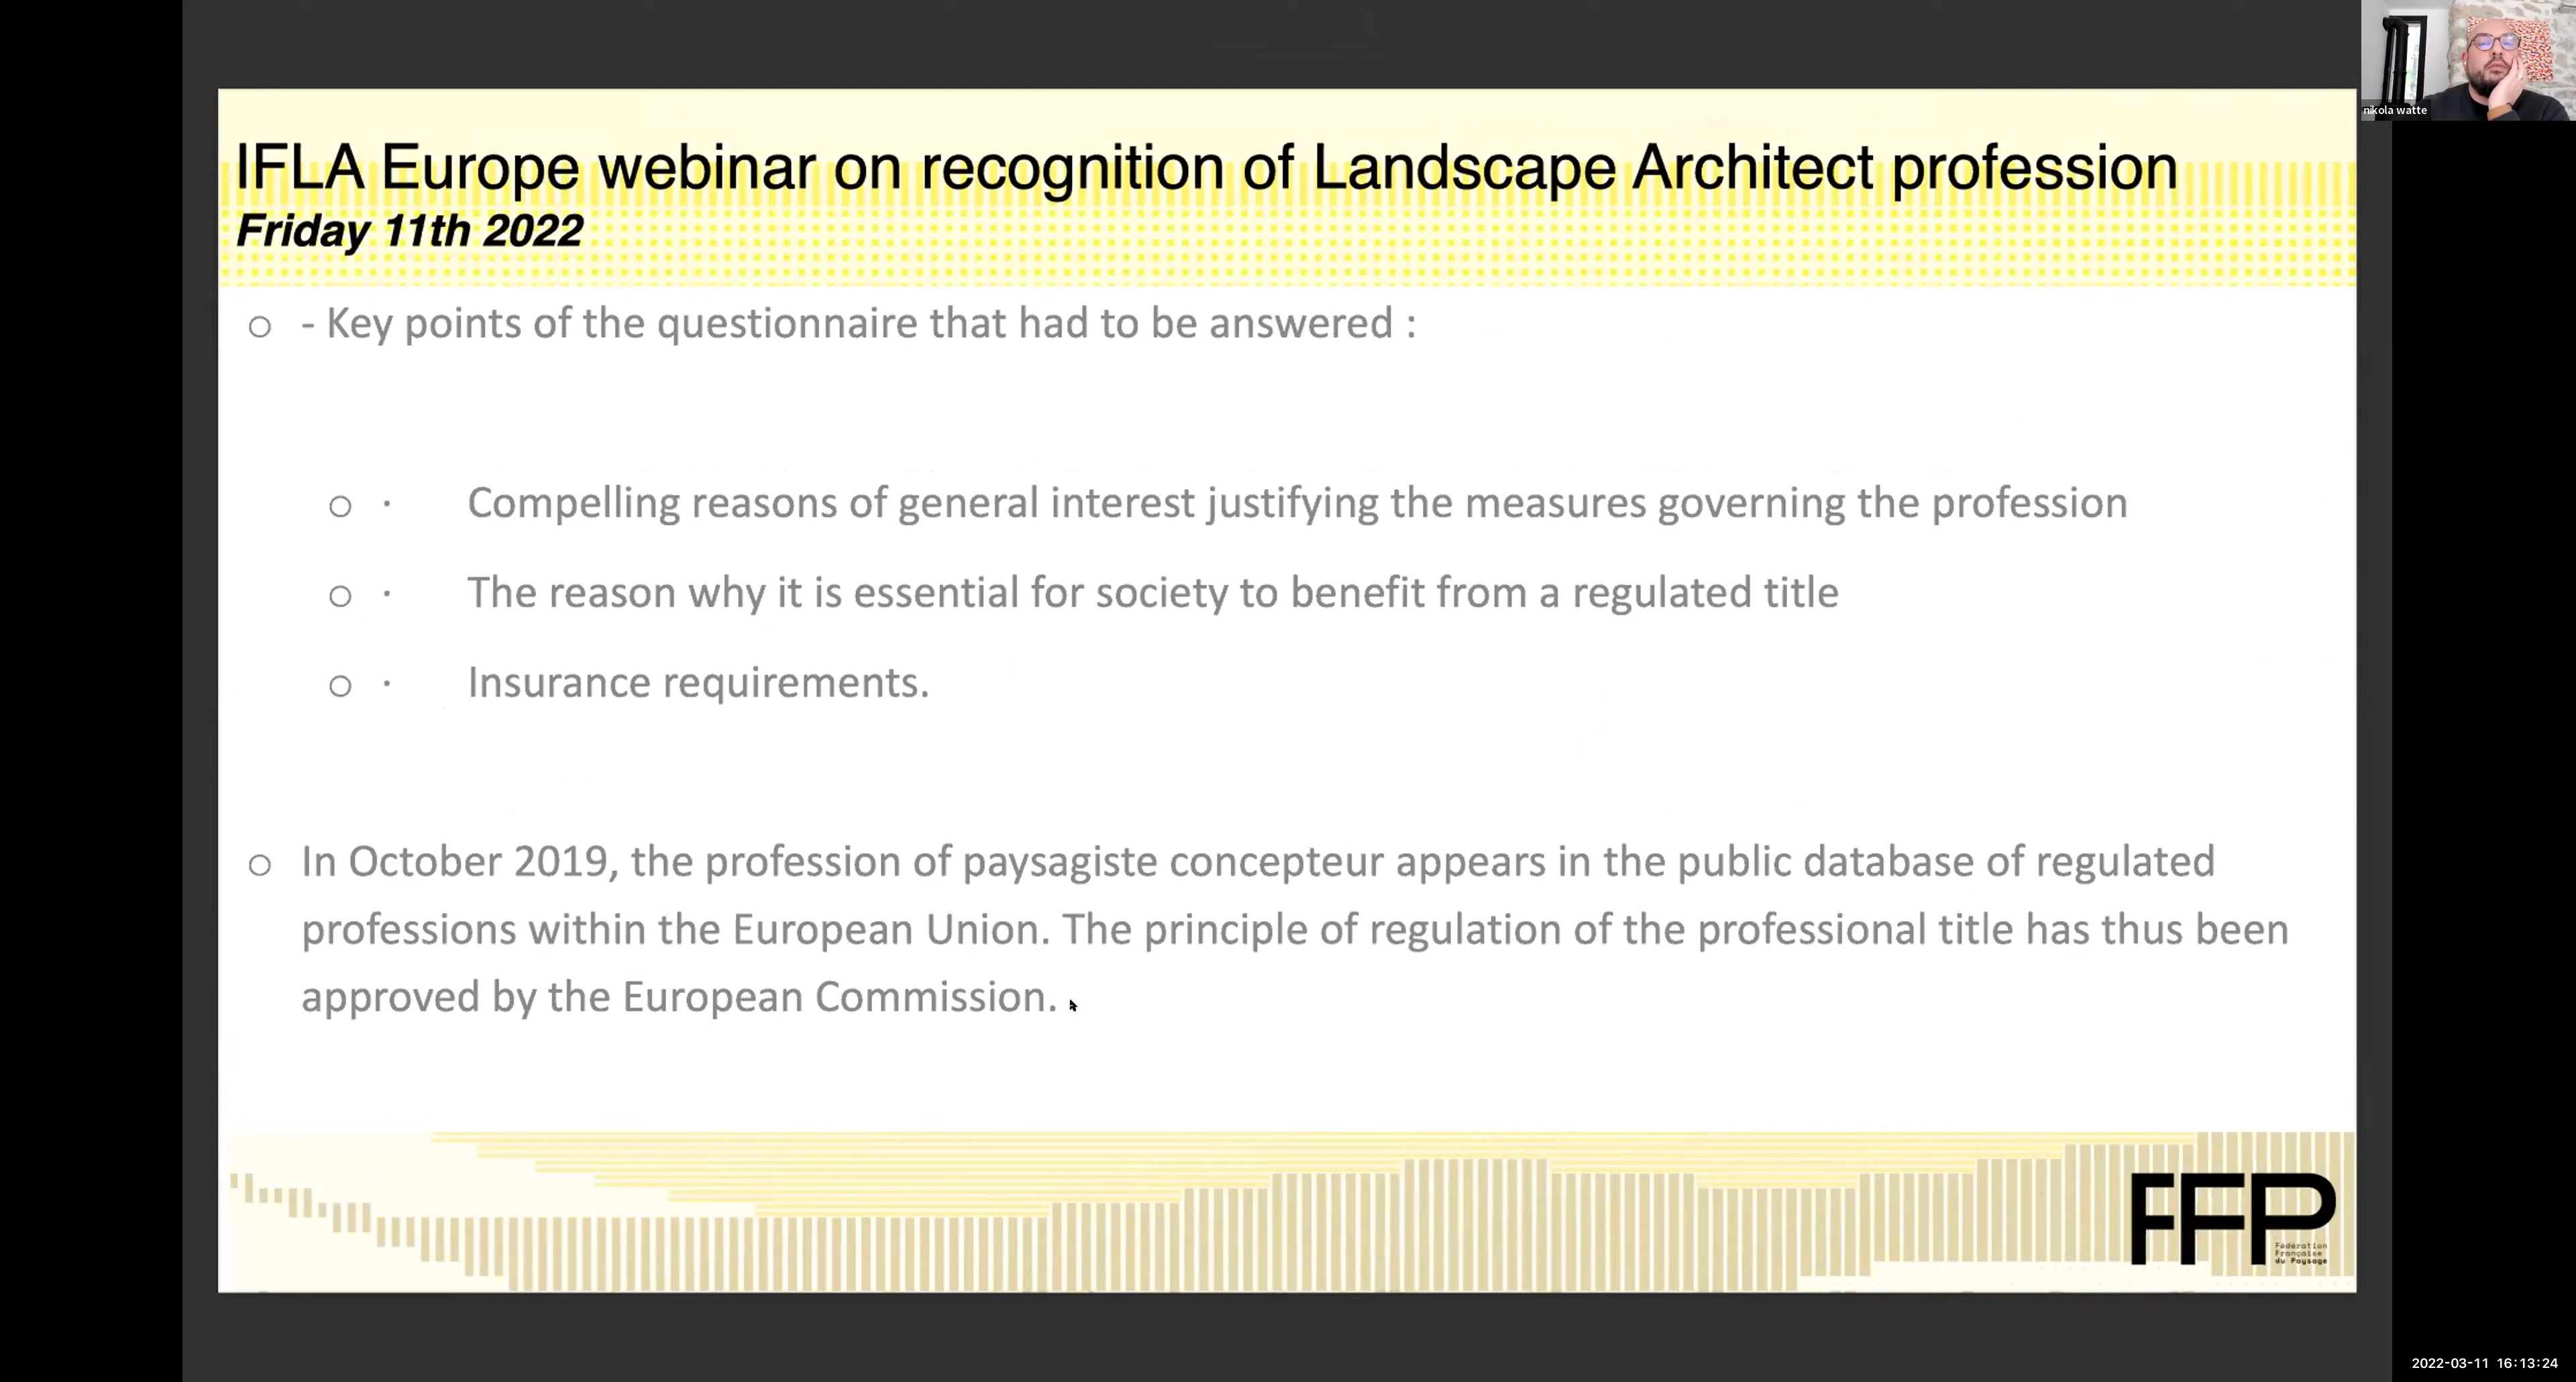 nikola watte
IFLA Europe webinar on recognition of Landscape Architect profession
Friday 11th 2022
- Key points of the questionnaire that had to be answered :
· Compelling reasons of general interest justifying the measures governing the profession
· The reason why it is essential for society to benefit from a regulated title
· Insurance requirements.
In October 2019, the profession of paysagiste concepteur appears in the public database of regulated
professions within the European Union. The principle of regulation of the professional title has thus been
approved by the European Commission.
FFP
Fédération
Française
du Paysage
2022-03-11 16:13:24